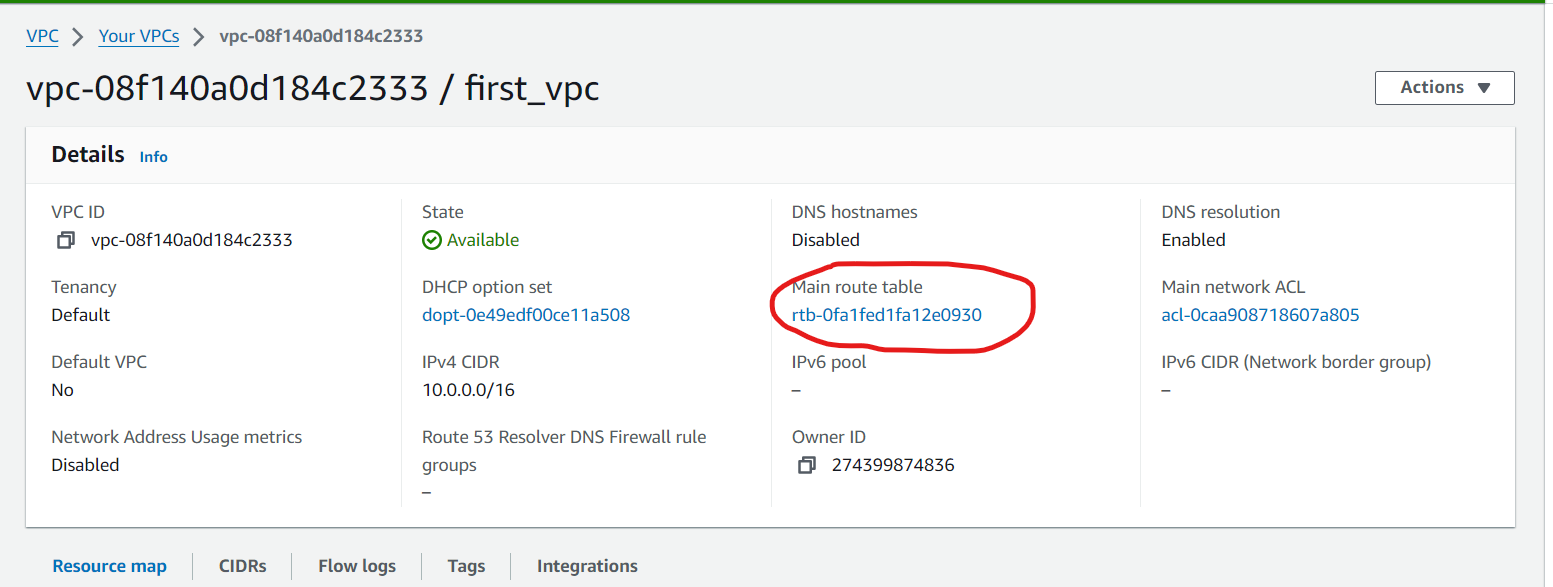 VPC > Your VPCs > vpc-08f140a0d184c2333
vpc-08f140a0d184c2333 / first_vpc
Actions ▼
Details Info
VPC ID
vpc-08f140a0d184c2333
State
Available
DNS hostnames
Disabled
DNS resolution
Enabled
Tenancy
Default
DHCP option set
dopt-0e49edf00ce11a508
Main route table
rtb-0fa1fed1fa12e0930
Main network ACL
acl-0caa908718607a805
Default VPC
No
IPv4 CIDR
10.0.0.0/16
IPv6 pool
–
IPv6 CIDR (Network border group)
–
Network Address Usage metrics
Disabled
Route 53 Resolver DNS Firewall rule
groups
–
Owner ID
274399874836
Resource map
CIDRs
Flow logs
Tags
Integrations